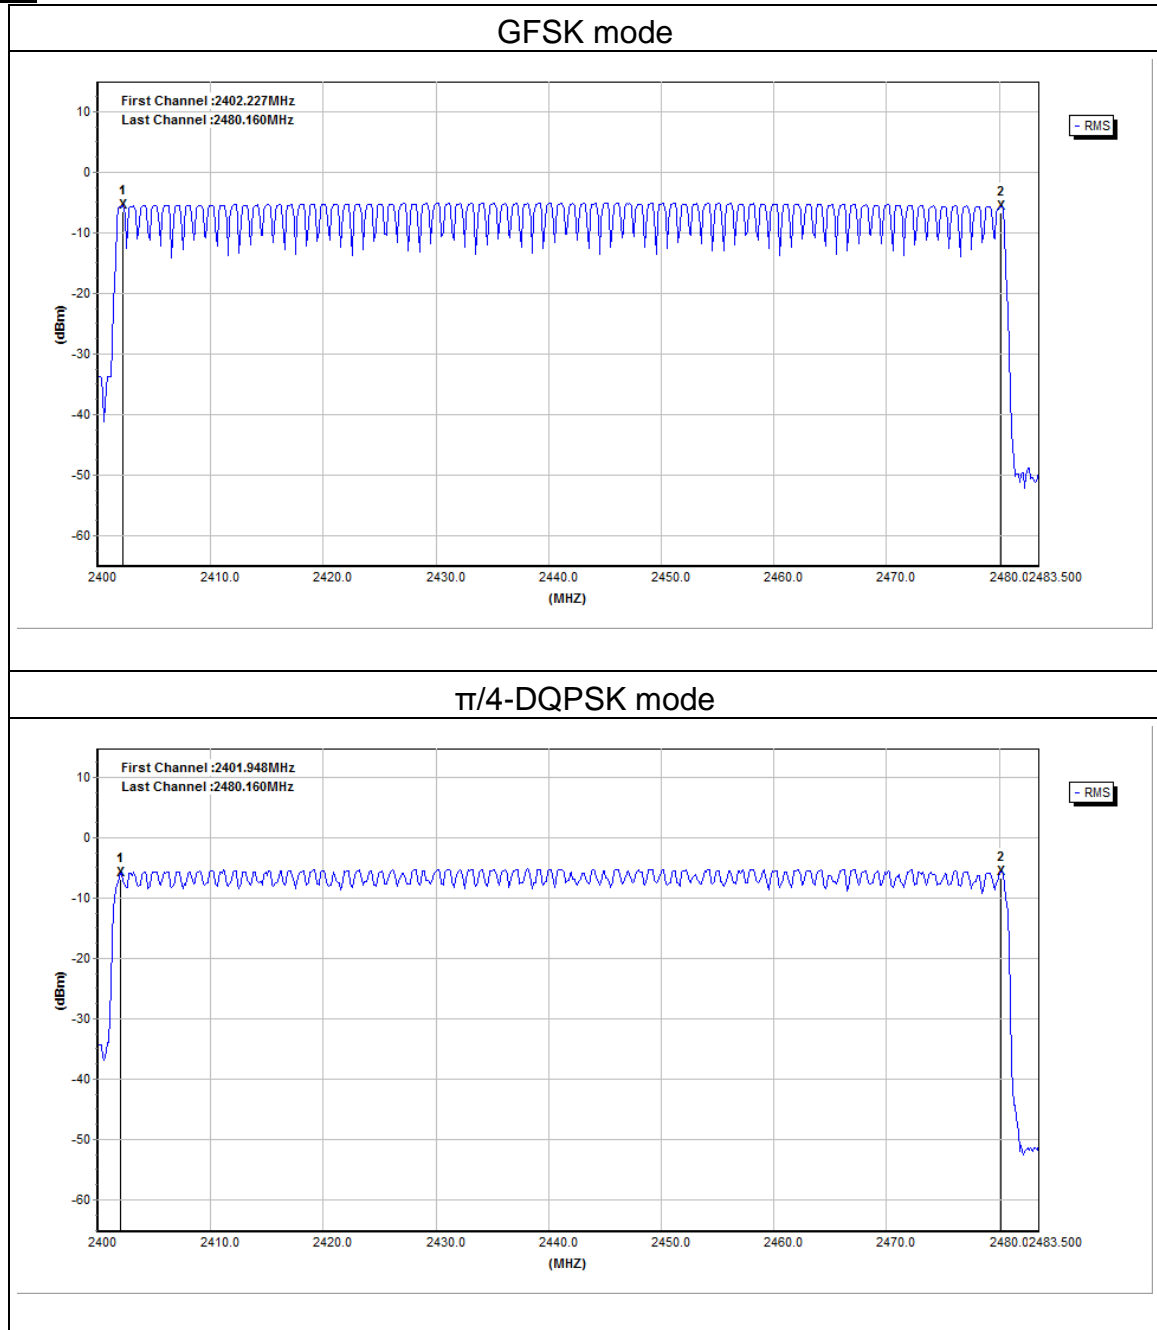 GFSK mode
First Channel :2402.227MHz
Last Channel :2480.160MHz
- RMS
10
0
-10
-20
-30
-40
-50
-60
(dBm)
1
2
2400 2410.0 2420.0 2430.0 2440.0 2450.0 2460.0 2470.0 2480.02483.500
(MHZ)
π/4-DQPSK mode
First Channel :2401.948MHz
Last Channel :2480.160MHz
- RMS
10
0
-10
-20
-30
-40
-50
-60
(dBm)
1
2
2400 2410.0 2420.0 2430.0 2440.0 2450.0 2460.0 2470.0 2480.02483.500
(MHZ)